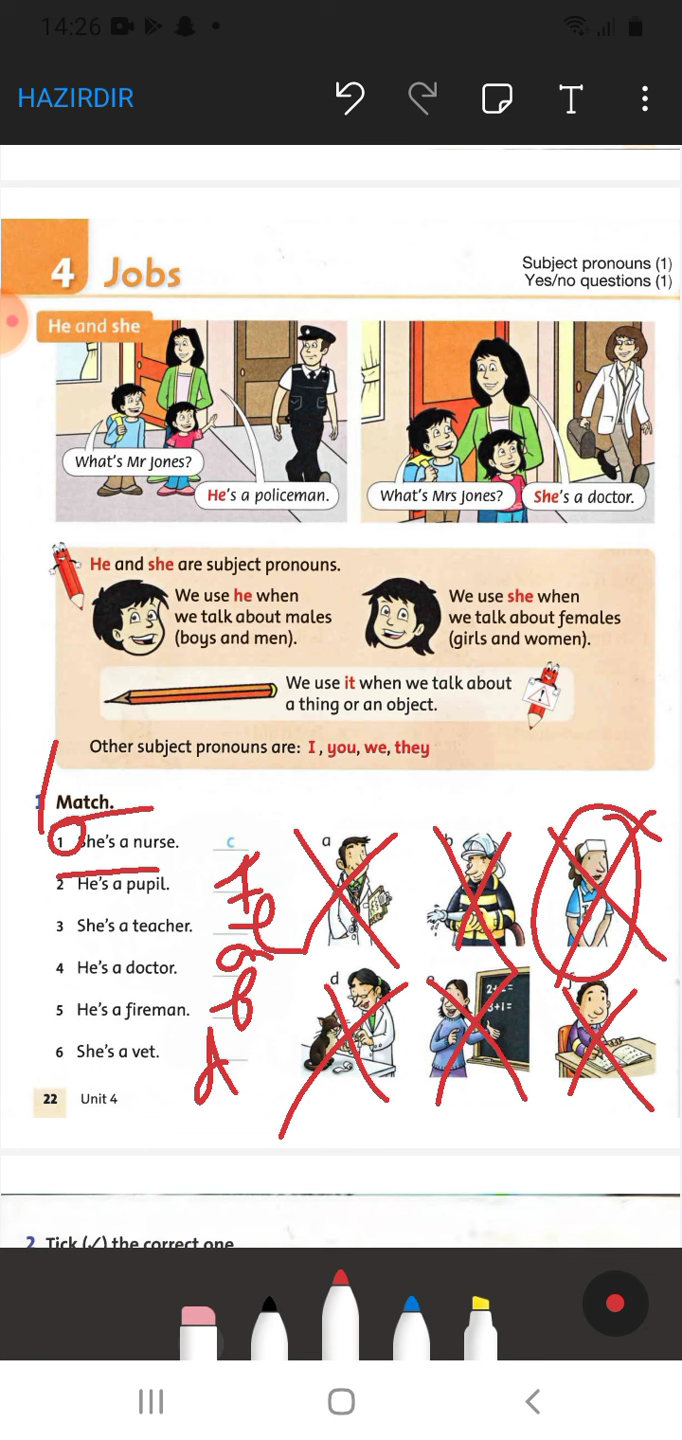 14:26
HAZIRDIR
T
4 Jobs
Subject pronouns (1)
Yes/no questions (1)
He and she
What's Mr Jones?
He's a policeman.
What's Mrs Jones?
She's a doctor.
He and she are subject pronouns.
We use he when
we talk about males
(boys and men).
We use she when
we talk about females
(girls and women).
We use it when we talk about
a thing or an object.
Other subject pronouns are: I, you, we, they
Match.
1 She's a nurse. c
2 He's a pupil. f
3 She's a teacher. e
4 He's a doctor. a
5 He's a fireman. b
6 She's a vet. d
a
b
d
e
22 Unit 4
2 Tick (✓) the correct one